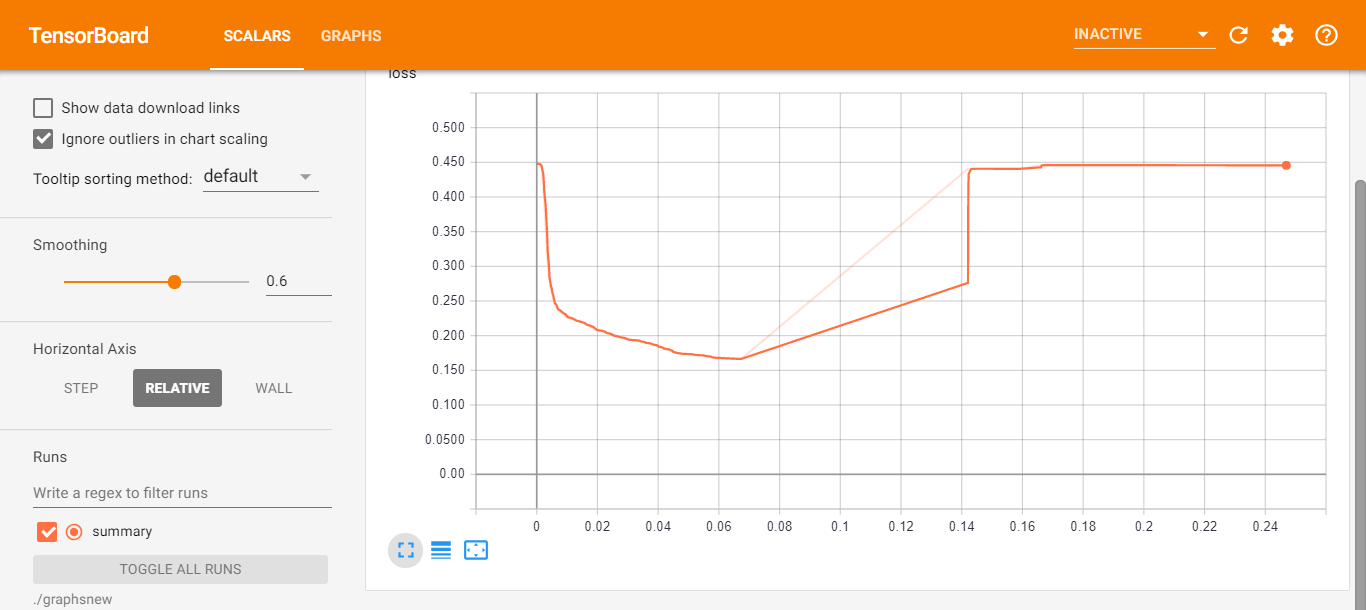 TensorBoard SCALARS GRAPHS INACTIVE
Show data download links
Ignore outliers in chart scaling
Tooltip sorting method: default
Smoothing
0.6
Horizontal Axis
STEP RELATIVE WALL
Runs
Write a regex to filter runs
summary
TOGGLE ALL RUNS
./graphsnew
loss
0.500
0.450
0.400
0.350
0.300
0.250
0.200
0.150
0.100
0.0500
0.00
0 0.02 0.04 0.06 0.08 0.1 0.12 0.14 0.16 0.18 0.2 0.22 0.24